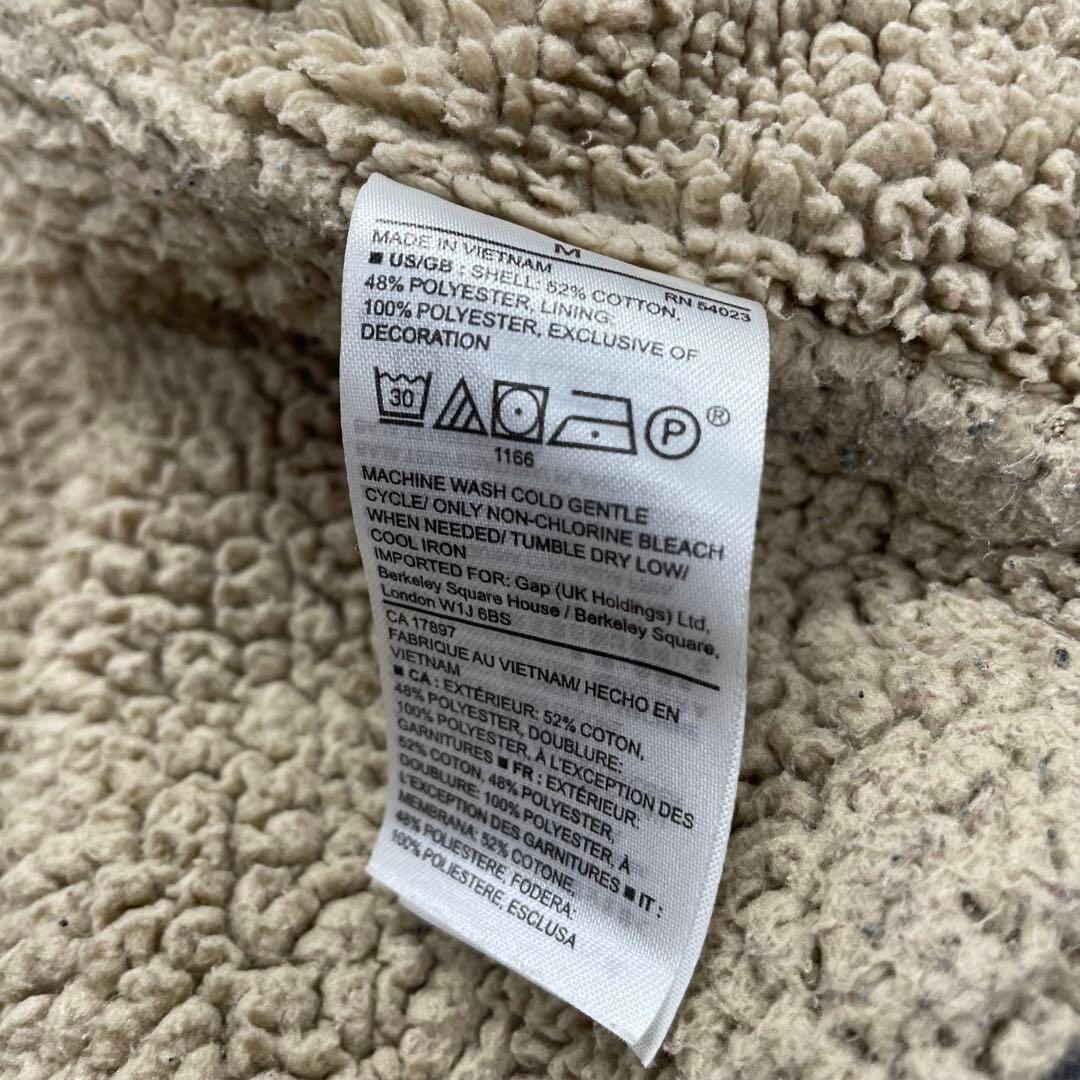 M
MADE IN VIETNAM RN 54023
■ US/GB : SHELL: 52% COTTON,
48% POLYESTER, LINING:
100% POLYESTER, EXCLUSIVE OF
DECORATION
30 P ®
1166
MACHINE WASH COLD GENTLE
CYCLE/ ONLY NON-CHLORINE BLEACH
WHEN NEEDED/ TUMBLE DRY LOW/
COOL IRON
IMPORTED FOR: Gap (UK Holdings) Ltd,
Berkeley Square House / Berkeley Square,
London W1J 6BS
CA 17897
FABRIQUE AU VIETNAM/ HECHO EN
VIETNAM
■ CA : EXTÉRIEUR: 52% COTON,
48% POLYESTER, DOUBLURE:
100% POLYESTER, À L'EXCEPTION DES
GARNITURES ■ FR : EXTÉRIEUR:
52% COTON, 48% POLYESTER,
DOUBLURE: 100% POLYESTER, À
L'EXCEPTION DES GARNITURES ■ IT :
MEMBRANA: 52% COTONE,
48% POLIESTERE, FODERA:
100% POLIESTERE, ESCLUSA